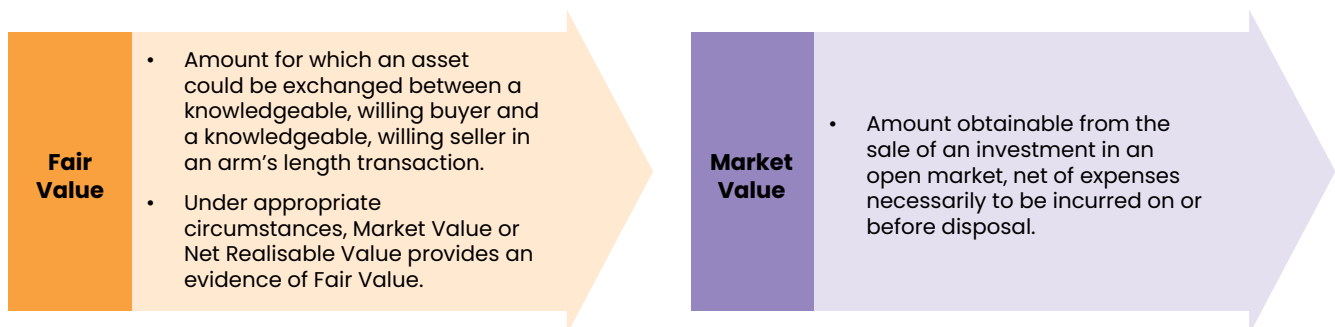 Fair
Value
• Amount for which an asset
could be exchanged between a
knowledgeable, willing buyer and
a knowledgeable, willing seller in
an arm's length transaction.
• Under appropriate
circumstances, Market Value or
Net Realisable Value provides an
evidence of Fair Value.
Market
Value
• Amount obtainable from the
sale of an investment in an
open market, net of expenses
necessarily to be incurred on or
before disposal.